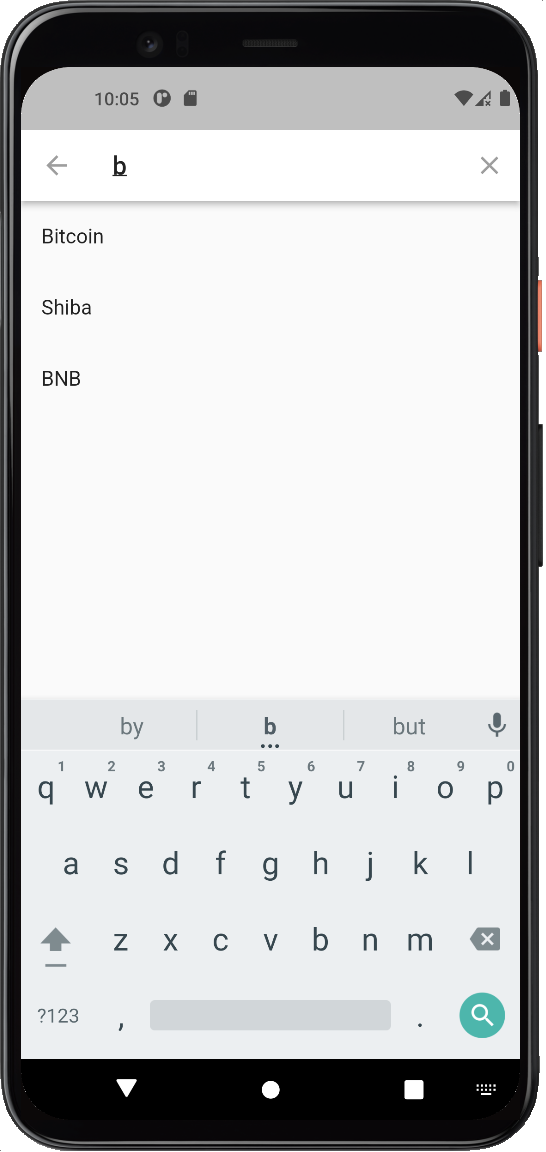 10:05
b
Bitcoin
Shiba
BNB
by b but
1 2 3 4 5 6 7 8 9 0
q w e r t y u i o p
a s d f g h j k l
z x c v b n m
?123 , .